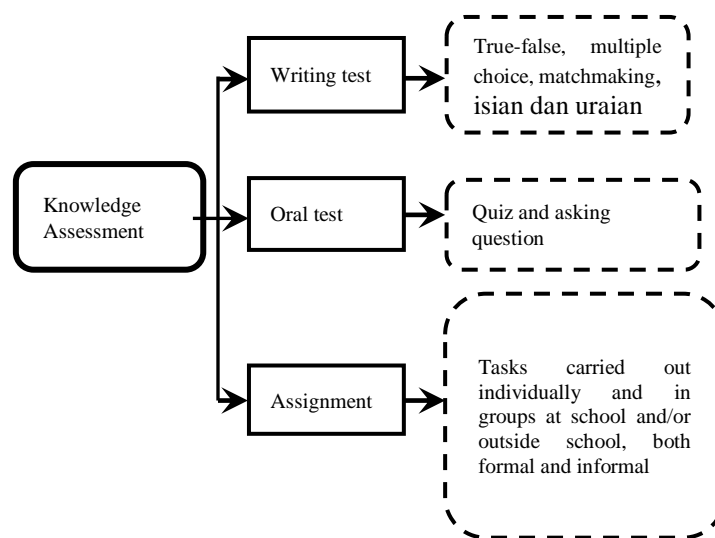 Writing test
True-false, multiple
choice, matchmaking,
isian dan uraian
Knowledge
Assessment
Oral test
Quiz and asking
question
Assignment
Tasks carried out
individually and in
groups at school and/or
outside school, both
formal and informal